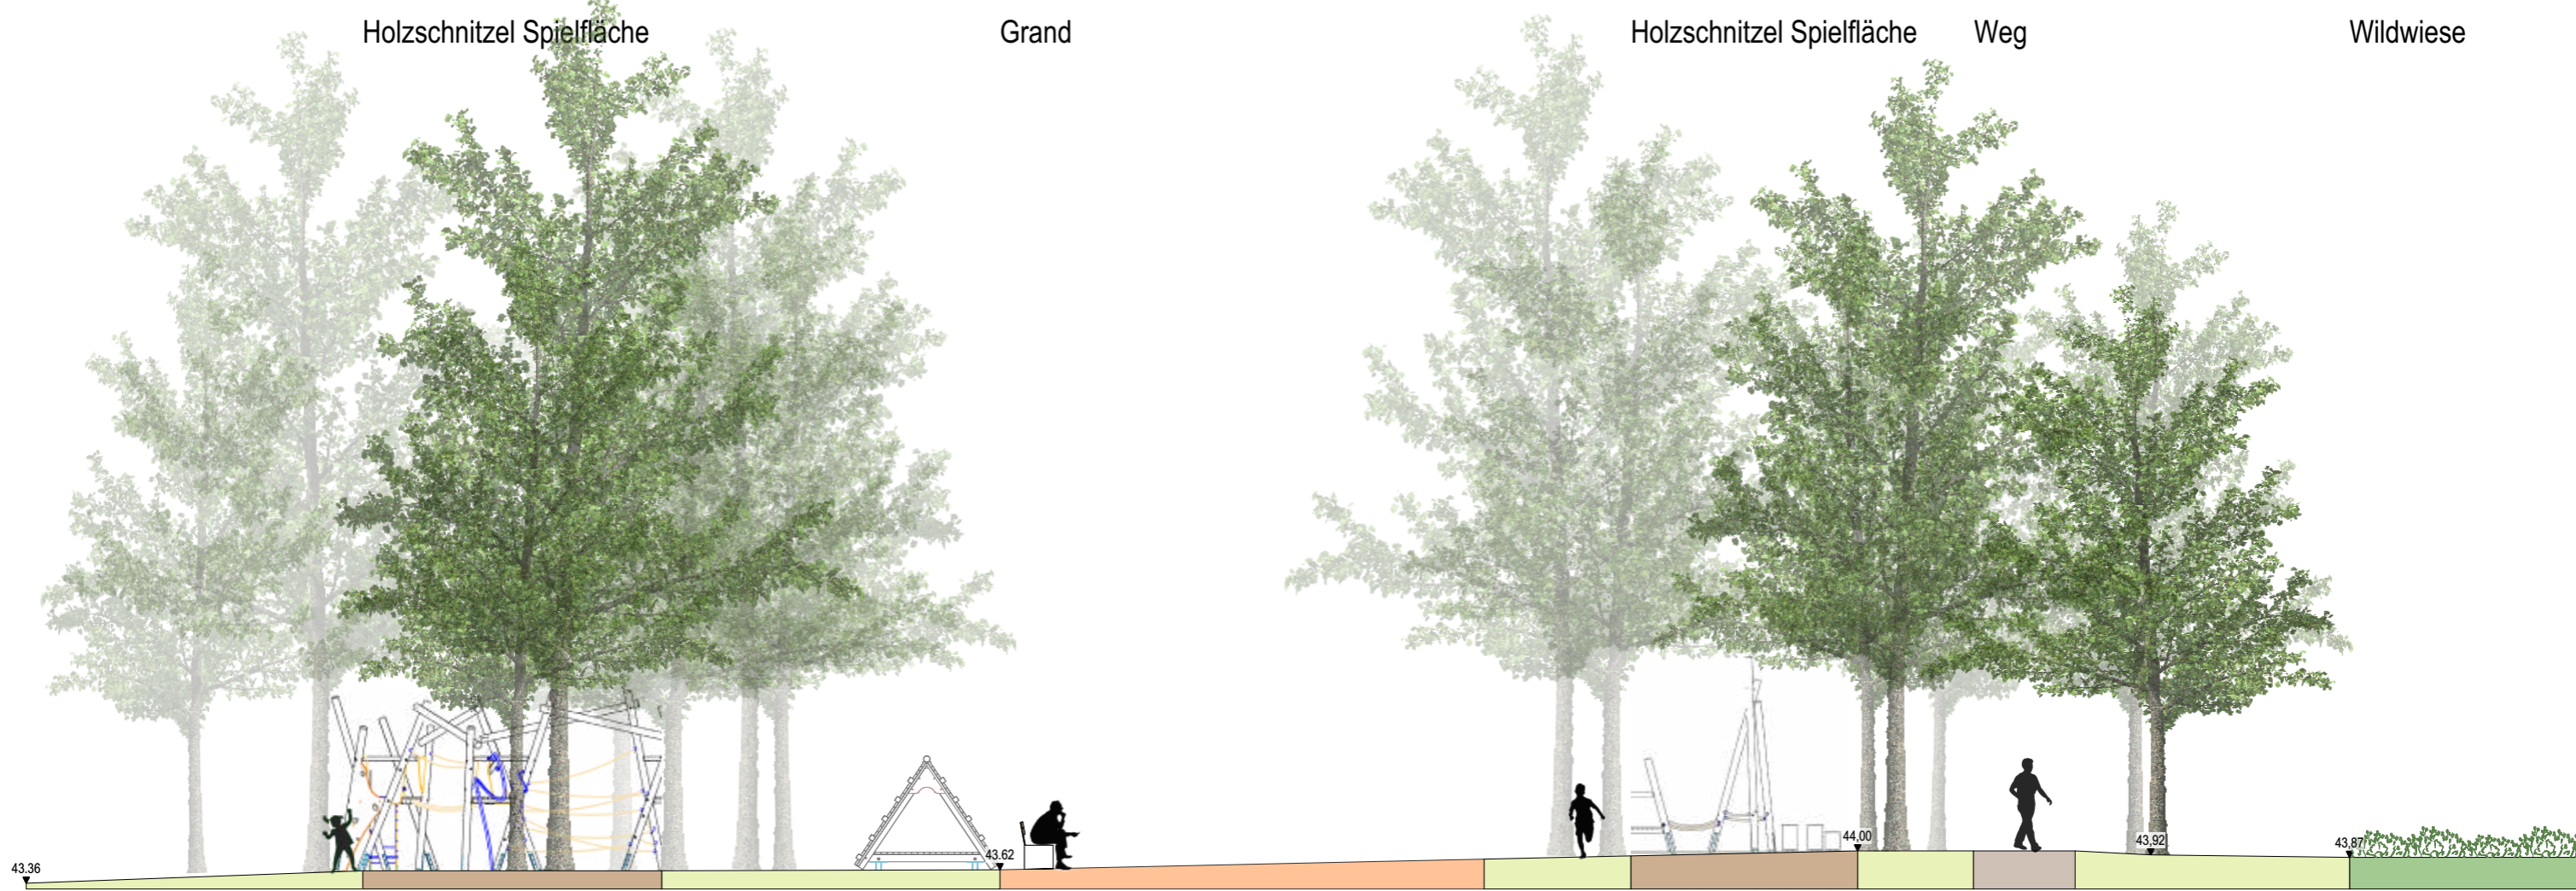 Holzschnitzel Spielfläche
Grand
Holzschnitzel Spielfläche
Weg
Wildwiese
43.36
43.62
44,00
43,92
43,87